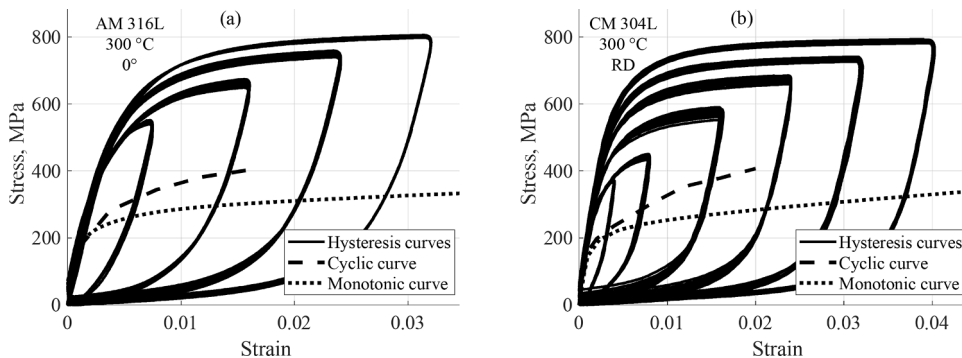 AM 316L
300 °C
0°
(a)
Stress, MPa
800
600
400
200
0
Hysteresis curves
Cyclic curve
Monotonic curve
0
0.01
0.02
0.03
Strain
CM 304L
300 °C
RD
(b)
Stress, MPa
800
600
400
200
0
Hysteresis curves
Cyclic curve
Monotonic curve
0
0.01
0.02
0.03
0.04
Strain